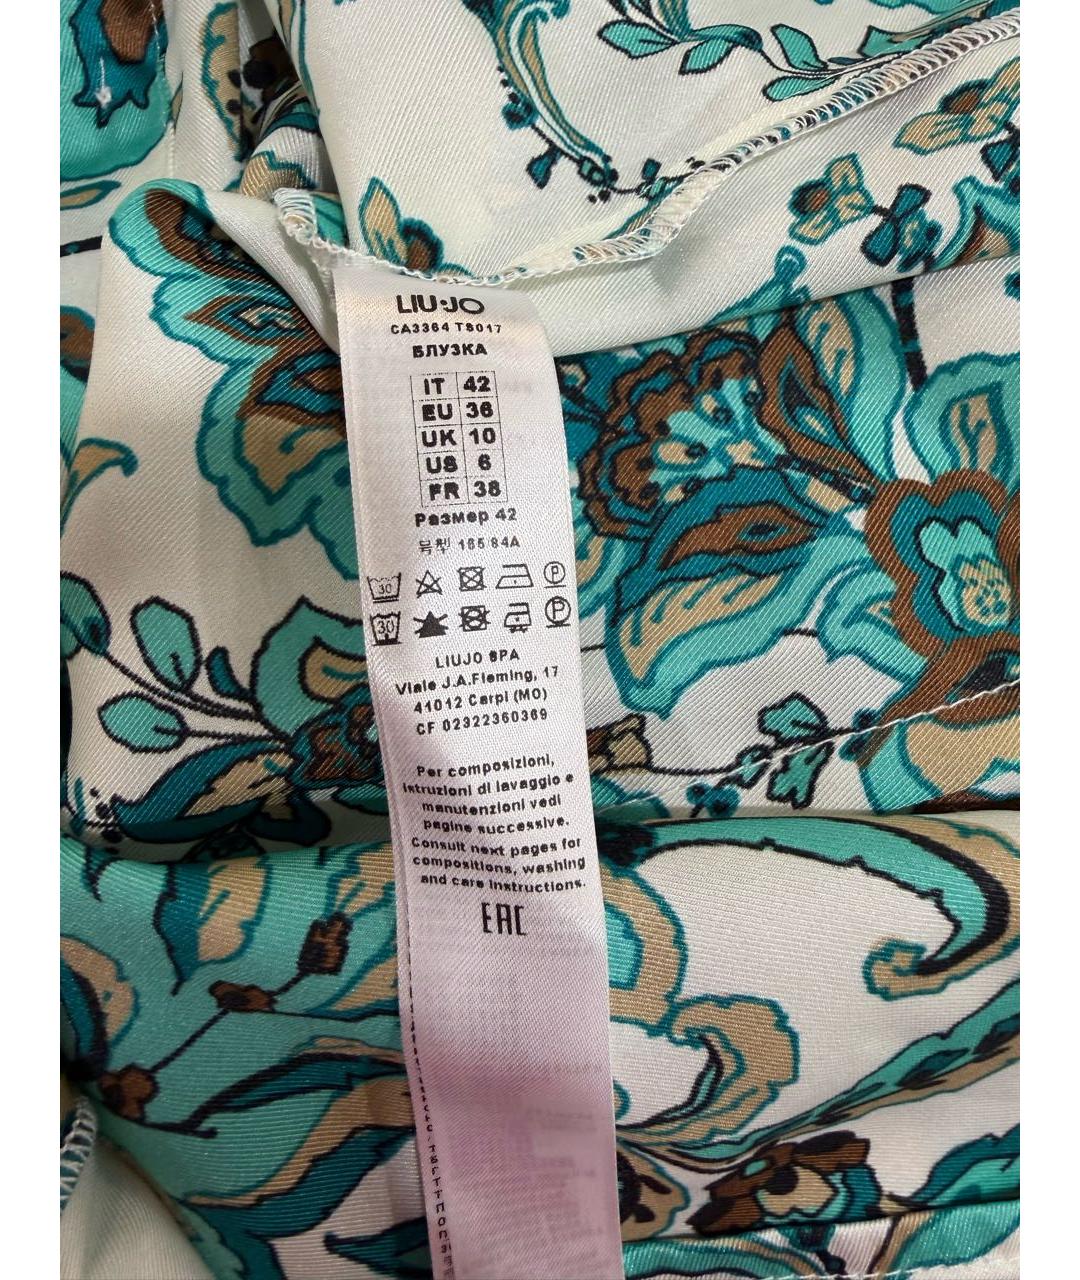 LIU·JO
CA3364 TS017
БЛУЗКА
IT 42
EU 36
UK 10
US 6
FR 38
Размер 42
号型 165 84A
30 P
30 P
LIUJO SPA
Viale J.A.Fleming, 17
41012 Carpi (MO)
CF 02322360369
Per composizioni,
istruzioni di lavaggio e
manutenzioni vedi
pagine successive.
Consult next pages for
compositions, washing
and care instructions.
EAC